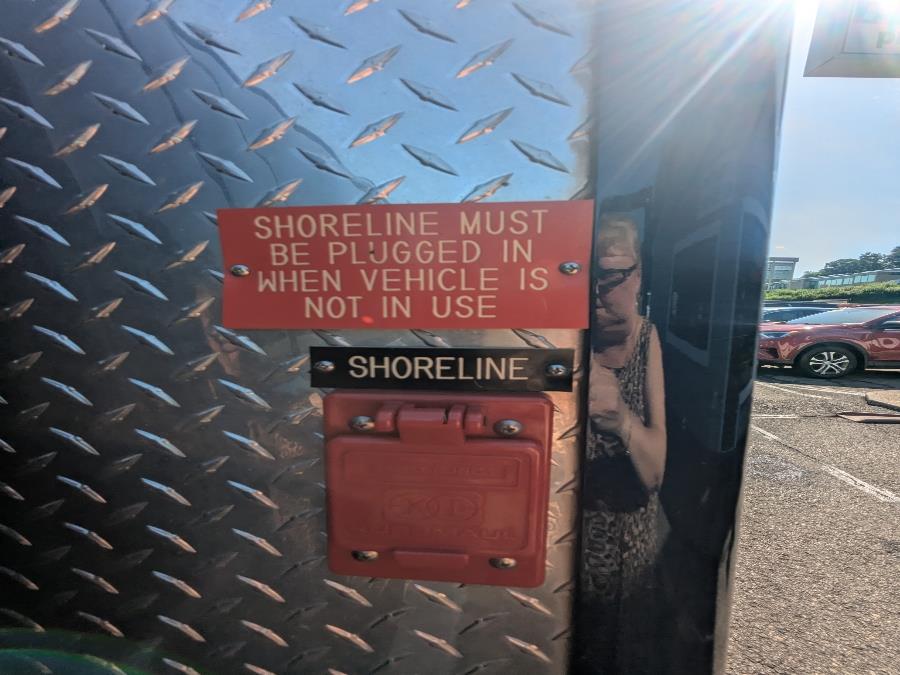 SHORELINE MUST
BE PLUGGED IN
WHEN VEHICLE IS
NOT IN USE
SHORELINE